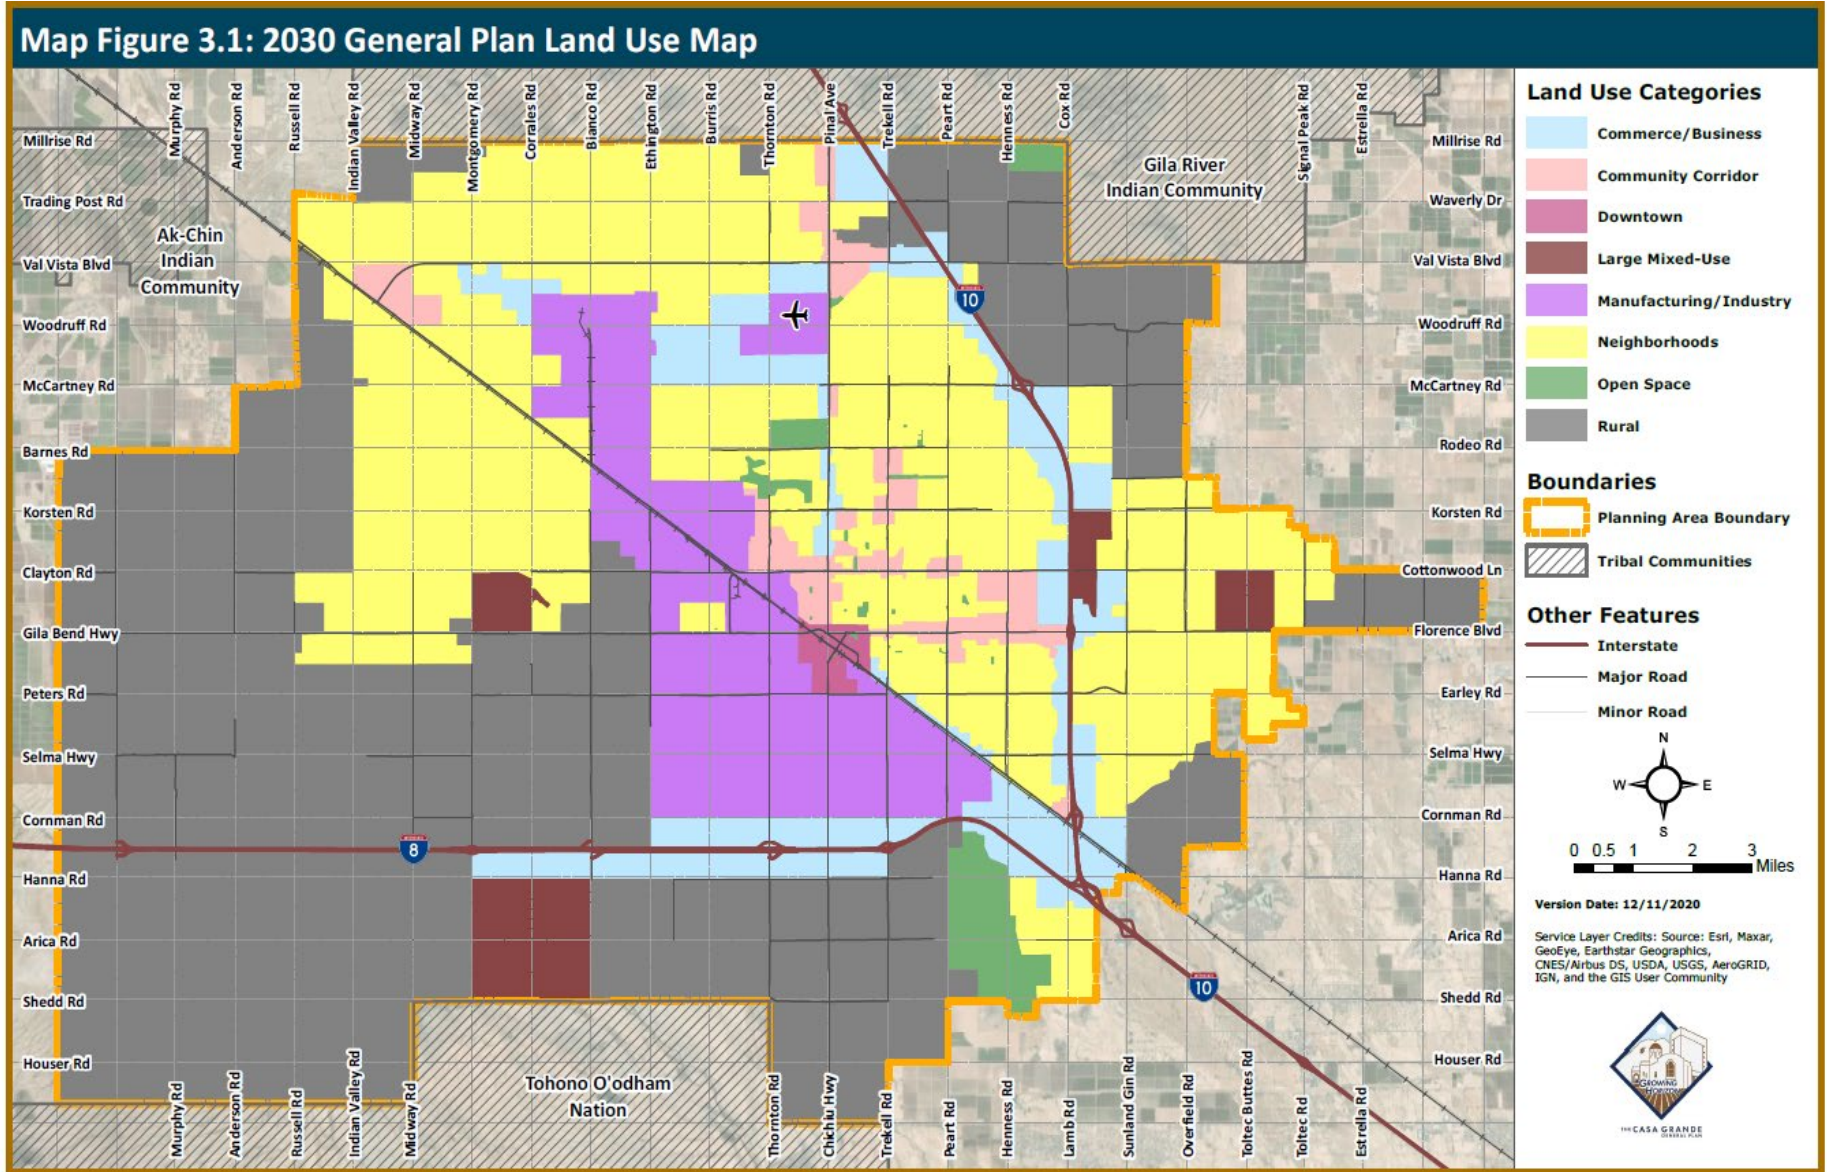 Map Figure 3.1: 2030 General Plan Land Use Map
Murphy Rd
Anderson Rd
Russell Rd
Indian Valley Rd
Midway Rd
Montgomery Rd
Corrales Rd
Bianco Rd
Ethington Rd
Burris Rd
Thornton Rd
Pinal Ave
Trekell Rd
Peart Rd
Henness Rd
Cox Rd
Signal Peak Rd
Estrella Rd
Millrise Rd
Trading Post Rd
Val Vista Blvd
Woodruff Rd
McCartney Rd
Barnes Rd
Korsten Rd
Clayton Rd
Gila Bend Hwy
Peters Rd
Selma Hwy
Cornman Rd
Hanna Rd
Arica Rd
Shedd Rd
Houser Rd
Ak-Chin
Indian
Community
Gila River
Indian Community
10
8
10
Tohono O'odham
Nation
Millrise Rd
Waverly Dr
Val Vista Blvd
Woodruff Rd
McCartney Rd
Rodeo Rd
Korsten Rd
Cottonwood Ln
Florence Blvd
Earley Rd
Selma Hwy
Cornman Rd
Hanna Rd
Arica Rd
Shedd Rd
Houser Rd
Murphy Rd
Anderson Rd
Russell Rd
Indian Valley Rd
Midway Rd
Thornton Rd
Chichiu Hwy
Trekell Rd
Peart Rd
Henness Rd
Lamb Rd
Sunland Gin Rd
Overfield Rd
Toltec Buttes Rd
Toltec Rd
Estrella Rd
Land Use Categories
Commerce/Business
Community Corridor
Downtown
Large Mixed-Use
Manufacturing/Industry
Neighborhoods
Open Space
Rural
Boundaries
Planning Area Boundary
Tribal Communities
Other Features
Interstate
Major Road
Minor Road
N
W E
S
0 0.5 1 2 3
Miles
Version Date: 12/11/2020
Service Layer Credits: Source: Esri, Maxar,
GeoEye, Earthstar Geographics,
CNES/Airbus DS, USDA, USGS, AeroGRID,
IGN, and the GIS User Community
GROWING
HORIZON
THE CASA GRANDE
GENERAL PLAN